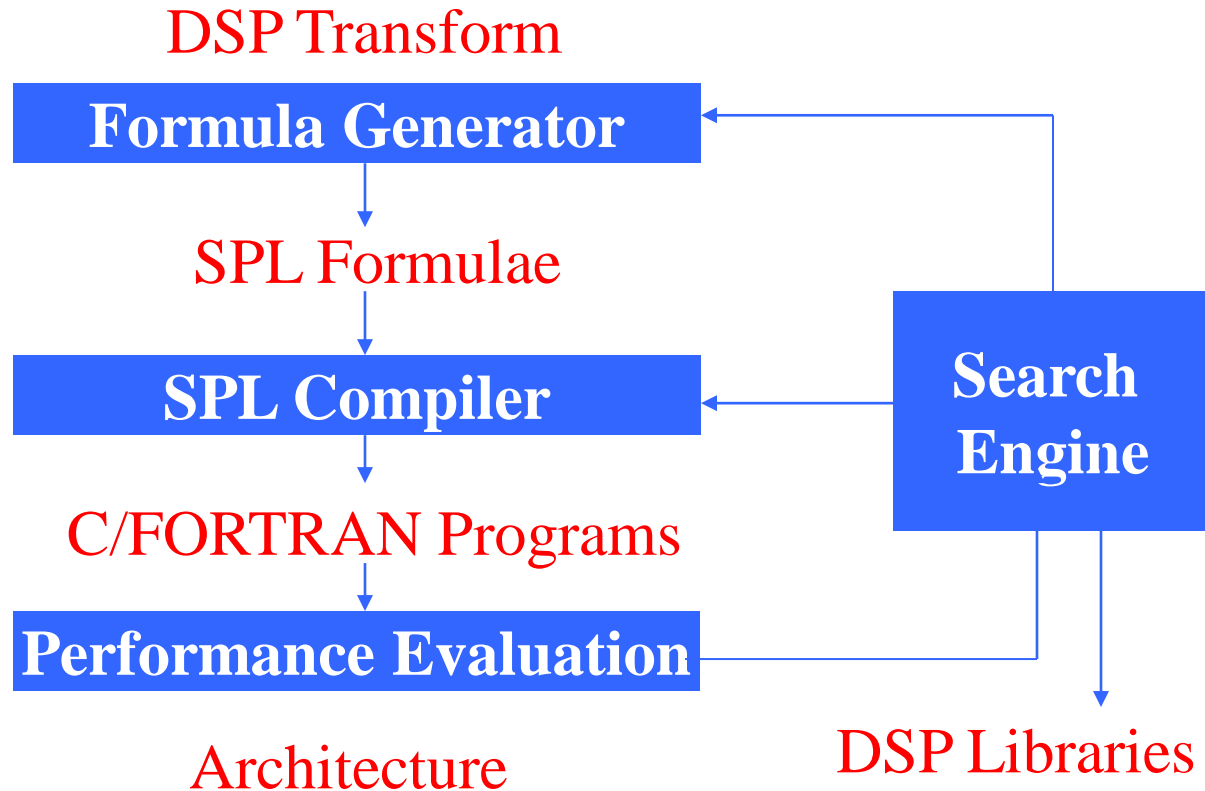 DSP Transform
Formula Generator
SPL Formulae
SPL Compiler
Search
Engine
C/FORTRAN Programs
Performance Evaluation
DSP Libraries
Architecture